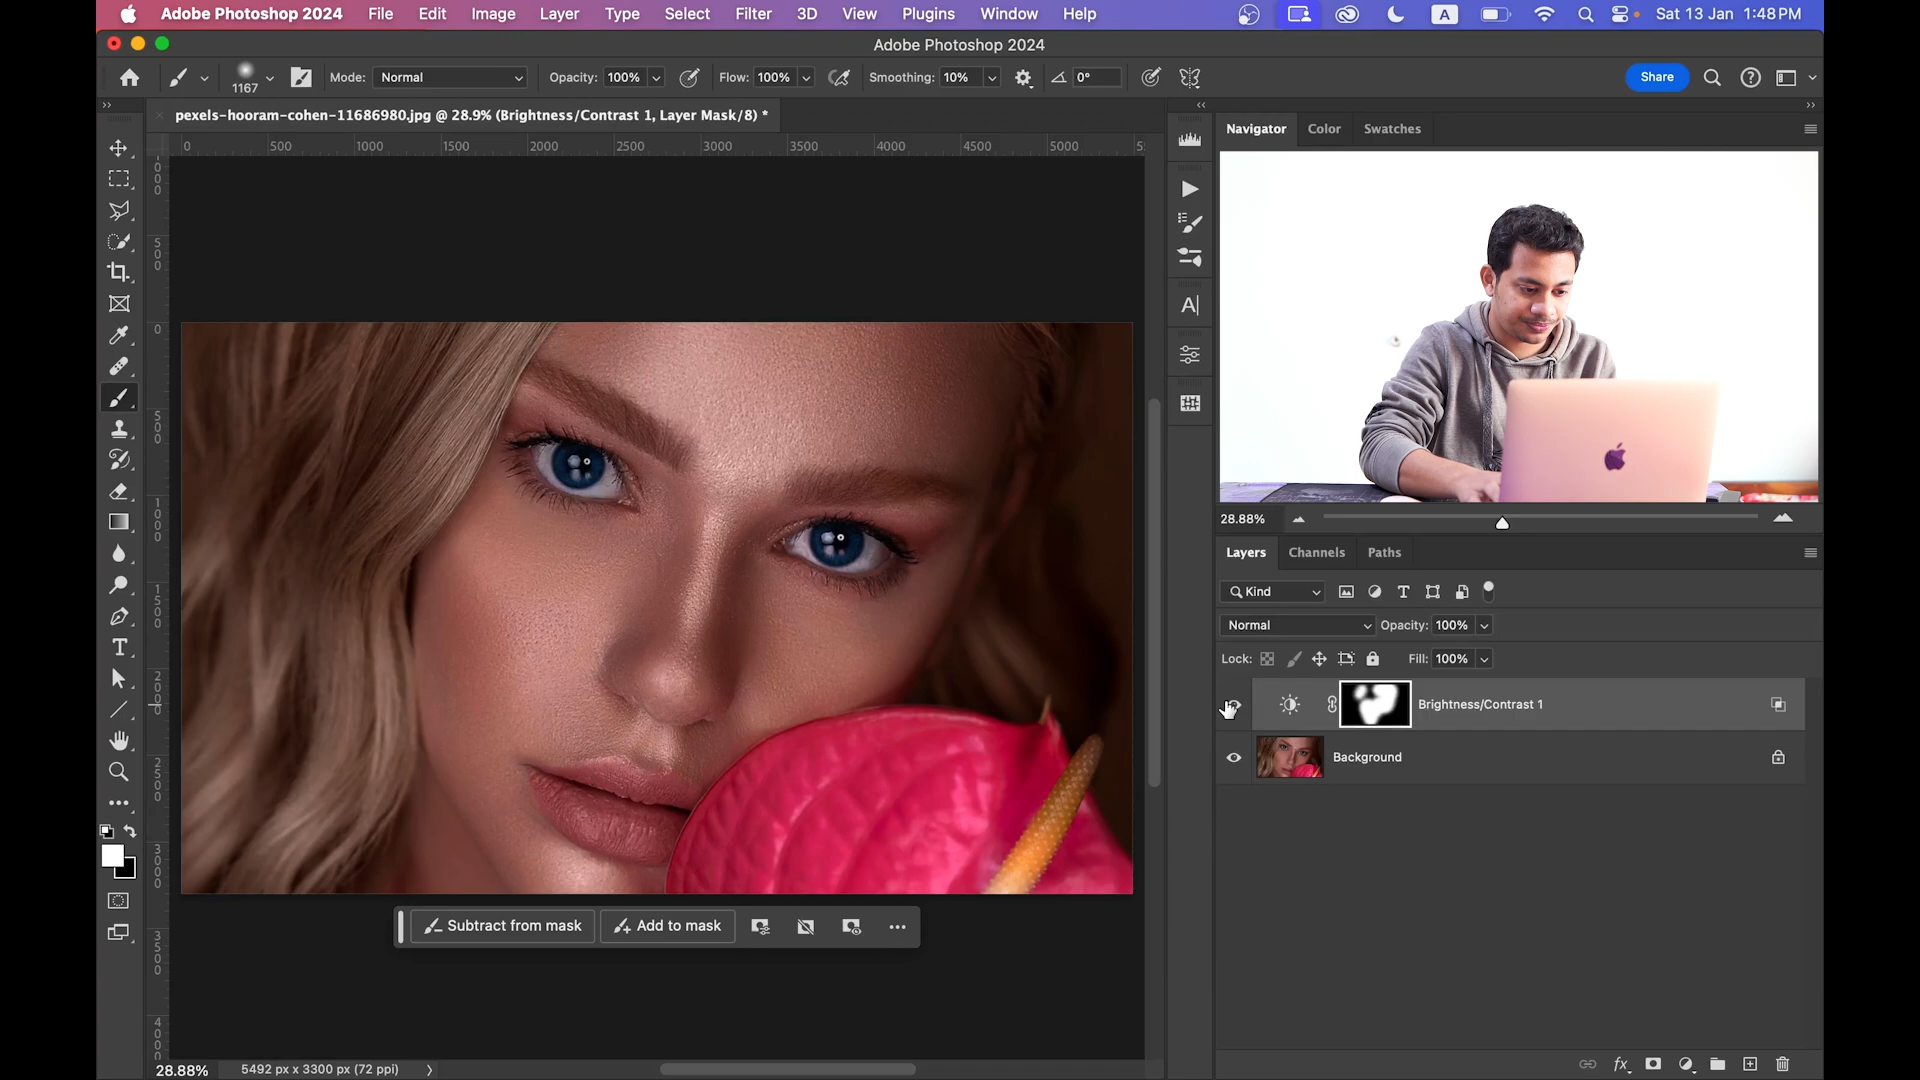 Adobe Photoshop 2024 File Edit Image Layer Type Select Filter 3D View Plugins Window Help A Sat 13 Jan 1:48 PM
Adobe Photoshop 2024
1167 Mode: Normal Opacity: 100% Flow: 100% Smoothing: 10% 0° Share
pexels-hooram-cohen-11686980.jpg @ 28.9% (Brightness/Contrast 1, Layer Mask/8) *
Navigator Color Swatches
0 500 1000 1500 2000 2500 3000 3500 4000 4500 5000 5
28.88%
Layers Channels Paths
Kind
Normal Opacity: 100%
Lock: Fill: 100%
Brightness/Contrast 1
Background
Subtract from mask Add to mask
28.88% 5492 px x 3300 px (72 ppi)
fx